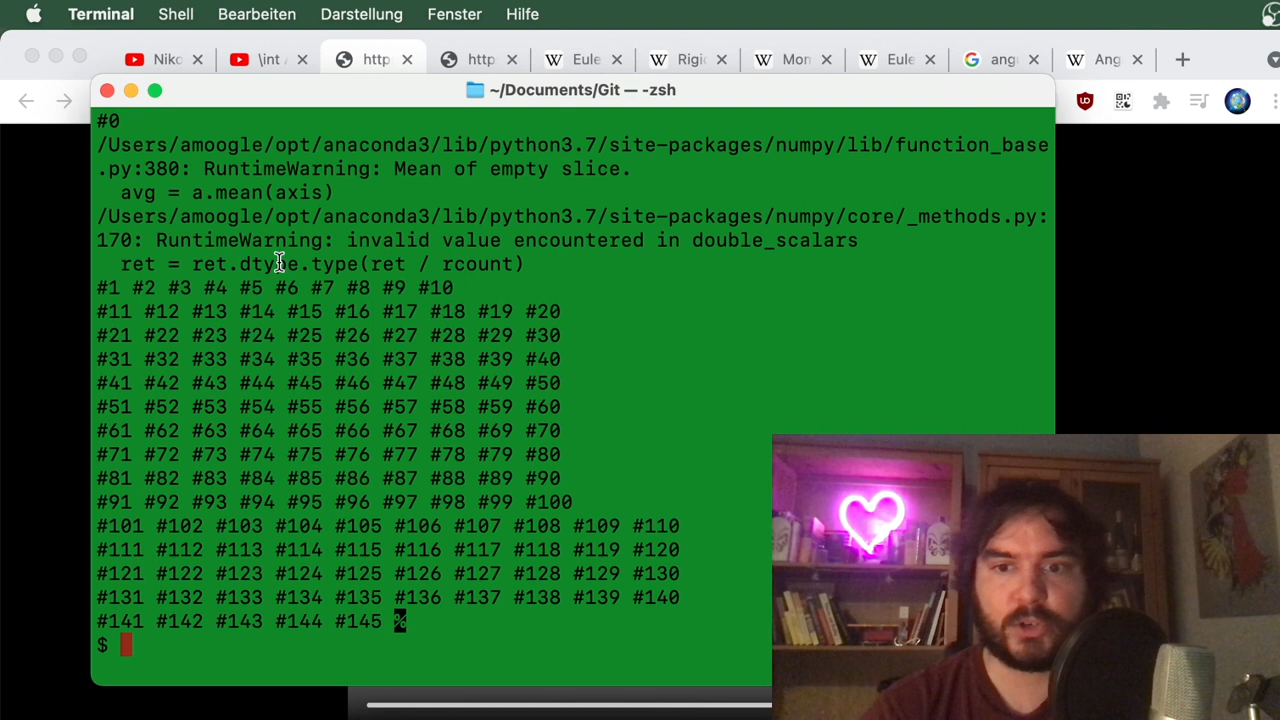 Terminal Shell Bearbeiten Darstellung Fenster Hilfe
Niko \int A http http Eule Rigi Mon Eule angu Ang
~/Documents/Git — -zsh
#0
/Users/amoogle/opt/anaconda3/lib/python3.7/site-packages/numpy/lib/function_base
.py:380: RuntimeWarning: Mean of empty slice.
avg = a.mean(axis)
/Users/amoogle/opt/anaconda3/lib/python3.7/site-packages/numpy/core/_methods.py:
170: RuntimeWarning: invalid value encountered in double_scalars
ret = ret.dtype.type(ret / rcount)
#1 #2 #3 #4 #5 #6 #7 #8 #9 #10
#11 #12 #13 #14 #15 #16 #17 #18 #19 #20
#21 #22 #23 #24 #25 #26 #27 #28 #29 #30
#31 #32 #33 #34 #35 #36 #37 #38 #39 #40
#41 #42 #43 #44 #45 #46 #47 #48 #49 #50
#51 #52 #53 #54 #55 #56 #57 #58 #59 #60
#61 #62 #63 #64 #65 #66 #67 #68 #69 #70
#71 #72 #73 #74 #75 #76 #77 #78 #79 #80
#81 #82 #83 #84 #85 #86 #87 #88 #89 #90
#91 #92 #93 #94 #95 #96 #97 #98 #99 #100
#101 #102 #103 #104 #105 #106 #107 #108 #109 #110
#111 #112 #113 #114 #115 #116 #117 #118 #119 #120
#121 #122 #123 #124 #125 #126 #127 #128 #129 #130
#131 #132 #133 #134 #135 #136 #137 #138 #139 #140
#141 #142 #143 #144 #145 %
$